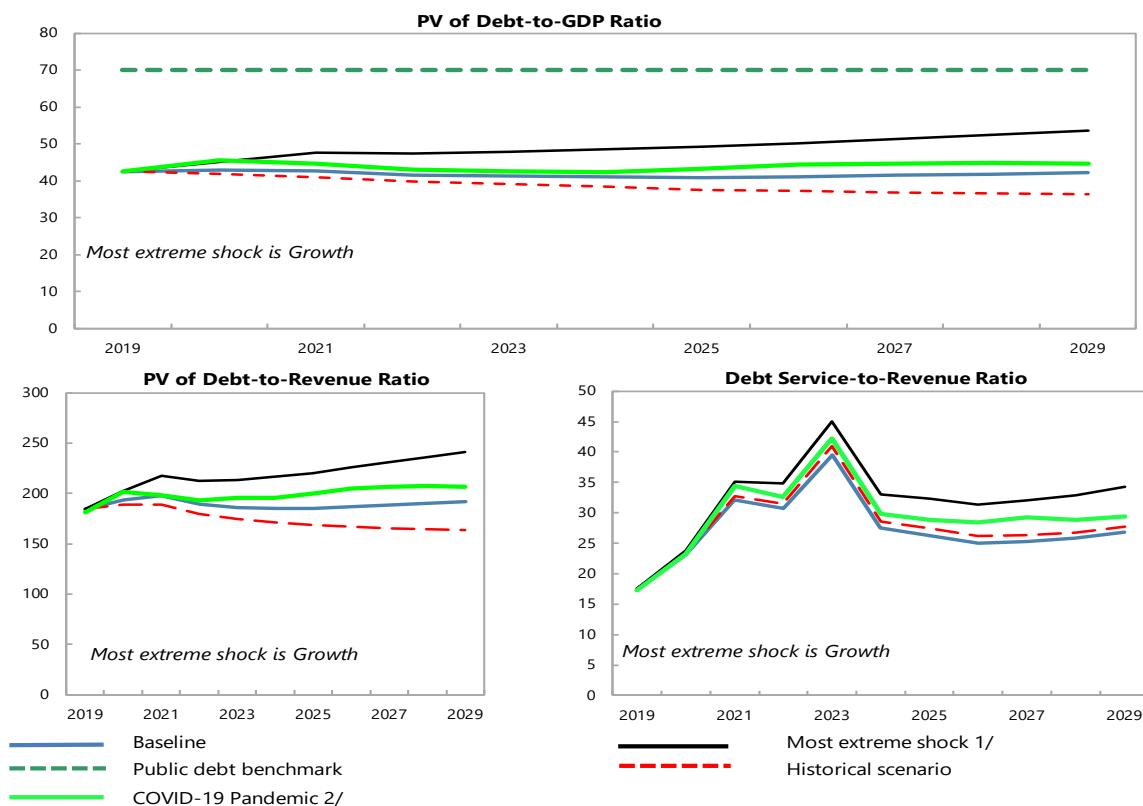 PV of Debt-to-GDP Ratio
80
70
60
50
40
30
20
10
0
Most extreme shock is Growth
2019 2021 2023 2025 2027 2029
PV of Debt-to-Revenue Ratio
300
250
200
150
100
50
0
Most extreme shock is Growth
2019 2021 2023 2025 2027 2029
Debt Service-to-Revenue Ratio
50
45
40
35
30
25
20
15
10
5
0
Most extreme shock is Growth
2019 2021 2023 2025 2027 2029
Baseline
Public debt benchmark
COVID-19 Pandemic 2/
Most extreme shock 1/
Historical scenario